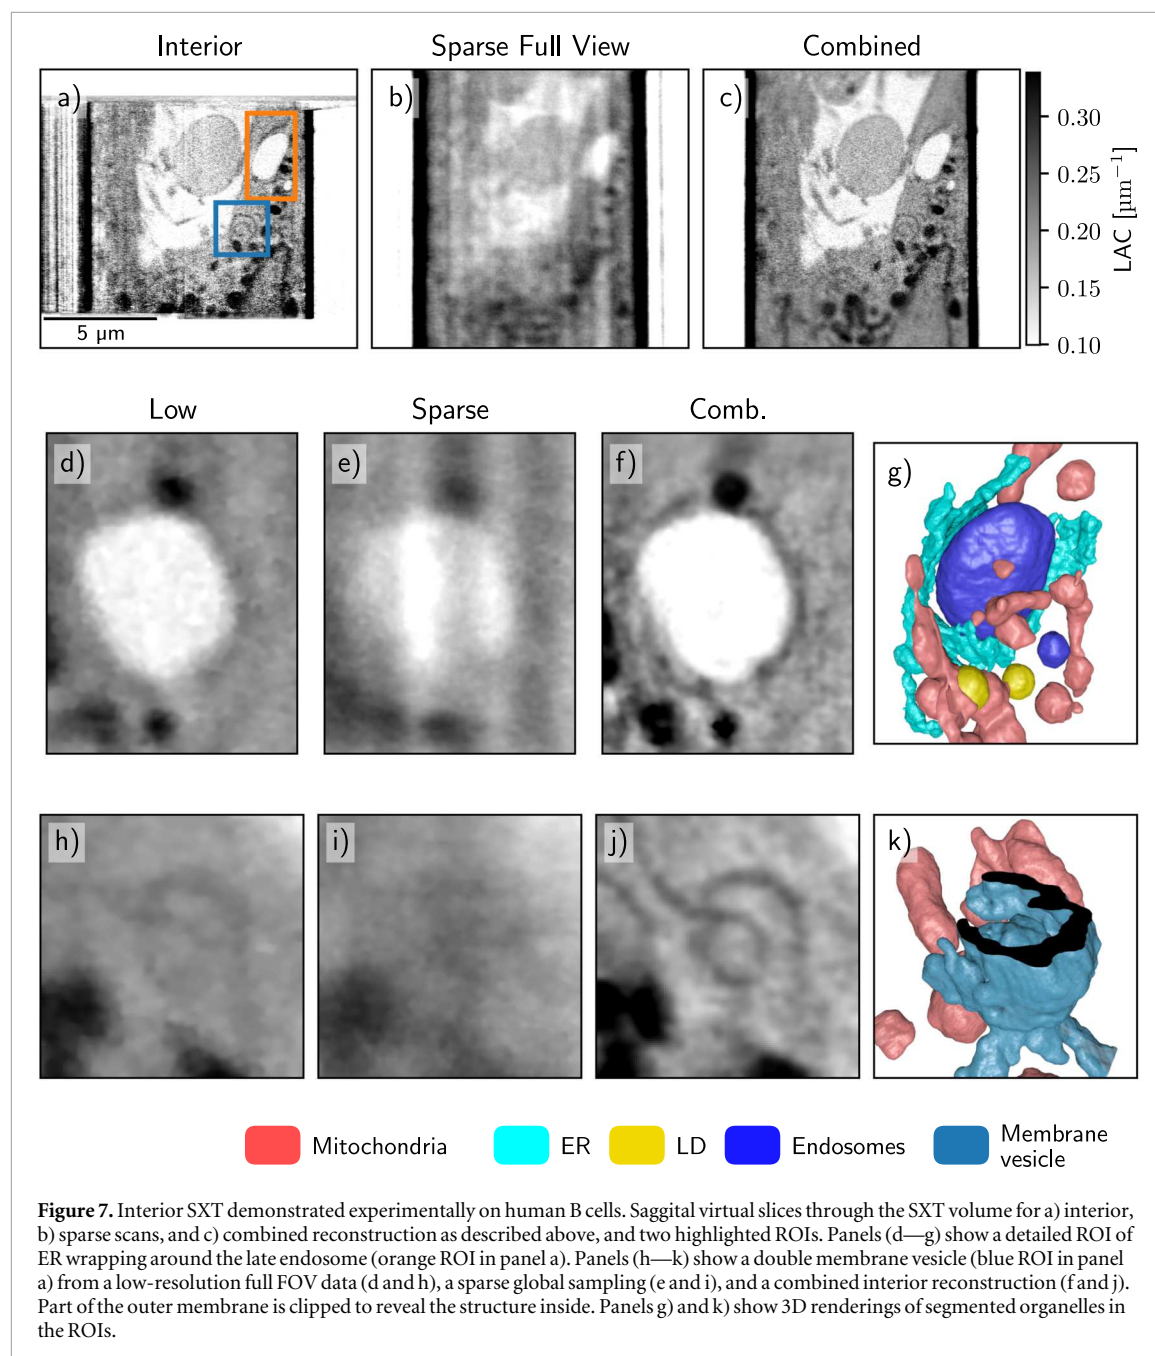 Interior
Sparse Full View
Combined
a)
b)
c)
5 µm
0.30
0.25
0.20
0.15
0.10
LAC [µm⁻¹]
Low
Sparse
Comb.
d)
e)
f)
g)
h)
i)
j)
k)
Mitochondria
ER
LD
Endosomes
Membrane
vesicle
Figure 7. Interior SXT demonstrated experimentally on human B cells. Saggital virtual slices through the SXT volume for a) interior,
b) sparse scans, and c) combined reconstruction as described above, and two highlighted ROIs. Panels (d—g) show a detailed ROI of
ER wrapping around the late endosome (orange ROI in panel a). Panels (h—k) show a double membrane vesicle (blue ROI in panel
a) from a low-resolution full FOV data (d and h), a sparse global sampling (e and i), and a combined interior reconstruction (f and j).
Part of the outer membrane is clipped to reveal the structure inside. Panels g) and k) show 3D renderings of segmented organelles in
the ROIs.